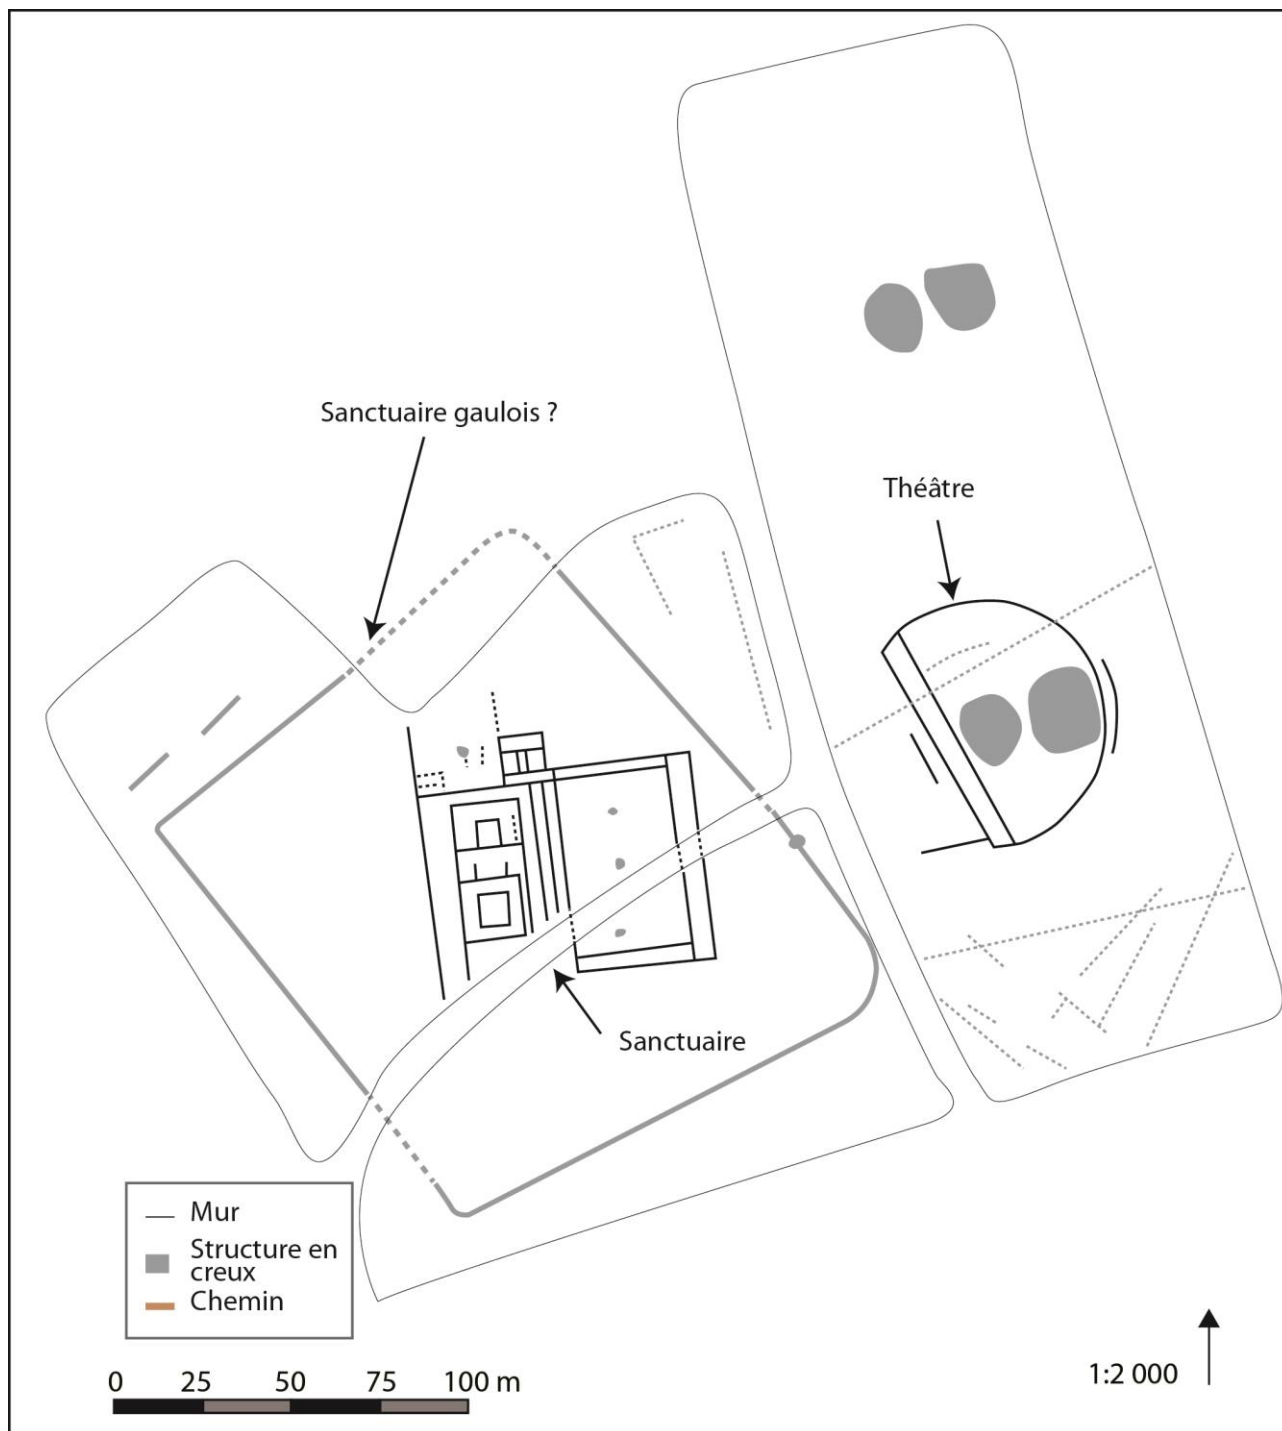 Sanctuaire gaulois ?
Théâtre
Sanctuaire
Mur
Structure en
creux
Chemin
0 25 50 75 100 m
1:2 000